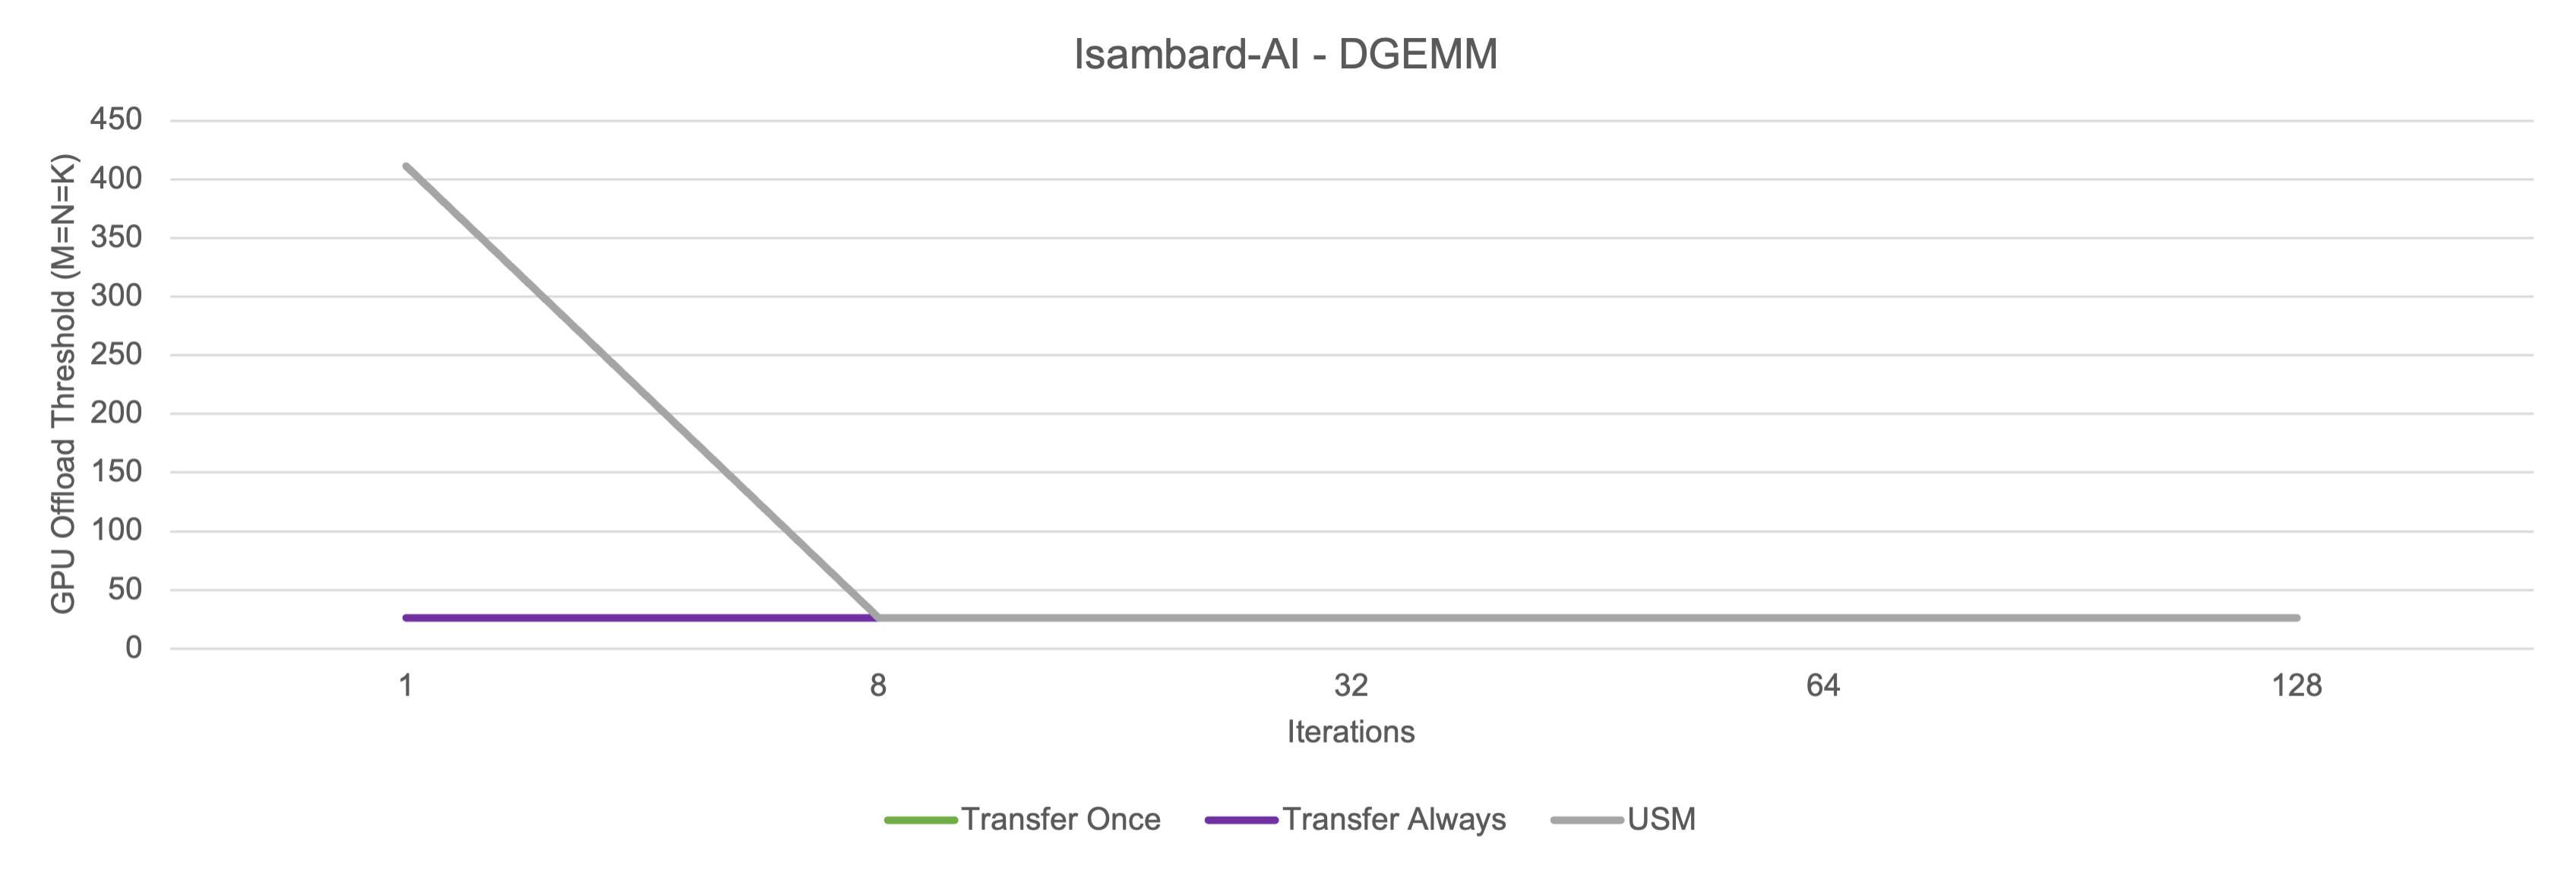 Isambard-AI - DGEMM
GPU Offload Threshold (M=N=K)
450
400
350
300
250
200
150
100
50
0
1 8 32 64 128
Iterations
Transfer Once Transfer Always USM